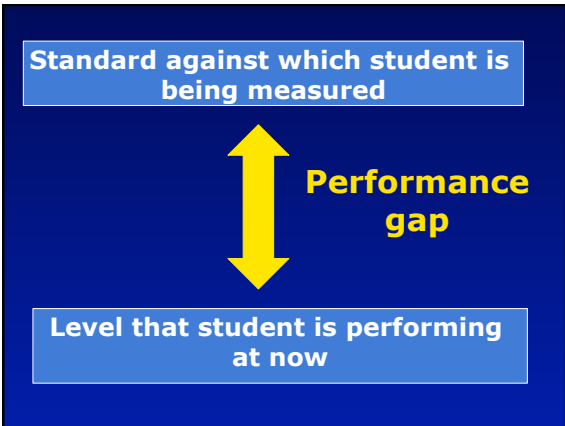 Standard against which student is
being measured
Performance
gap
Level that student is performing
at now